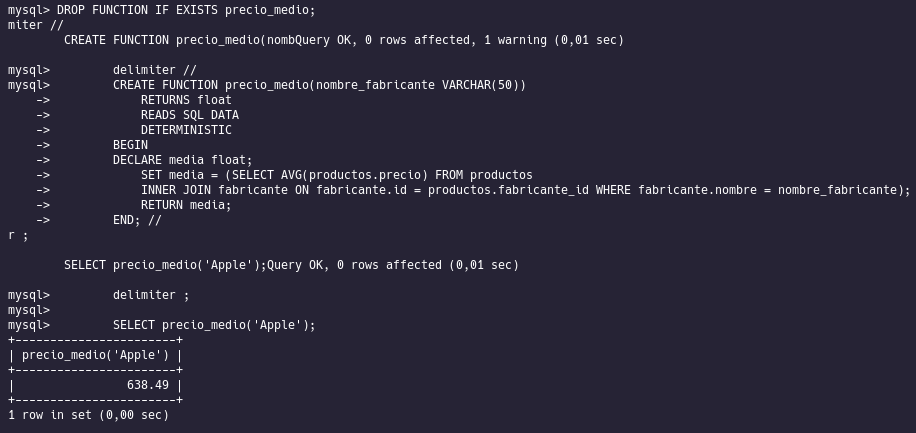 mysql> DROP FUNCTION IF EXISTS precio_medio;
miter //
        CREATE FUNCTION precio_medio(nombQuery OK, 0 rows affected, 1 warning (0,01 sec)

mysql>         delimiter //
mysql>         CREATE FUNCTION precio_medio(nombre_fabricante VARCHAR(50))
    ->             RETURNS float
    ->             READS SQL DATA
    ->             DETERMINISTIC
    ->         BEGIN
    ->         DECLARE media float;
    ->             SET media = (SELECT AVG(productos.precio) FROM productos
    ->             INNER JOIN fabricante ON fabricante.id = productos.fabricante_id WHERE fabricante.nombre = nombre_fabricante);
    ->             RETURN media;
    ->         END; //
r ;

        SELECT precio_medio('Apple');Query OK, 0 rows affected (0,01 sec)

mysql>         delimiter ;
mysql>
mysql>         SELECT precio_medio('Apple');
+-----------------------+
| precio_medio('Apple') |
+-----------------------+
|                638.49 |
+-----------------------+
1 row in set (0,00 sec)